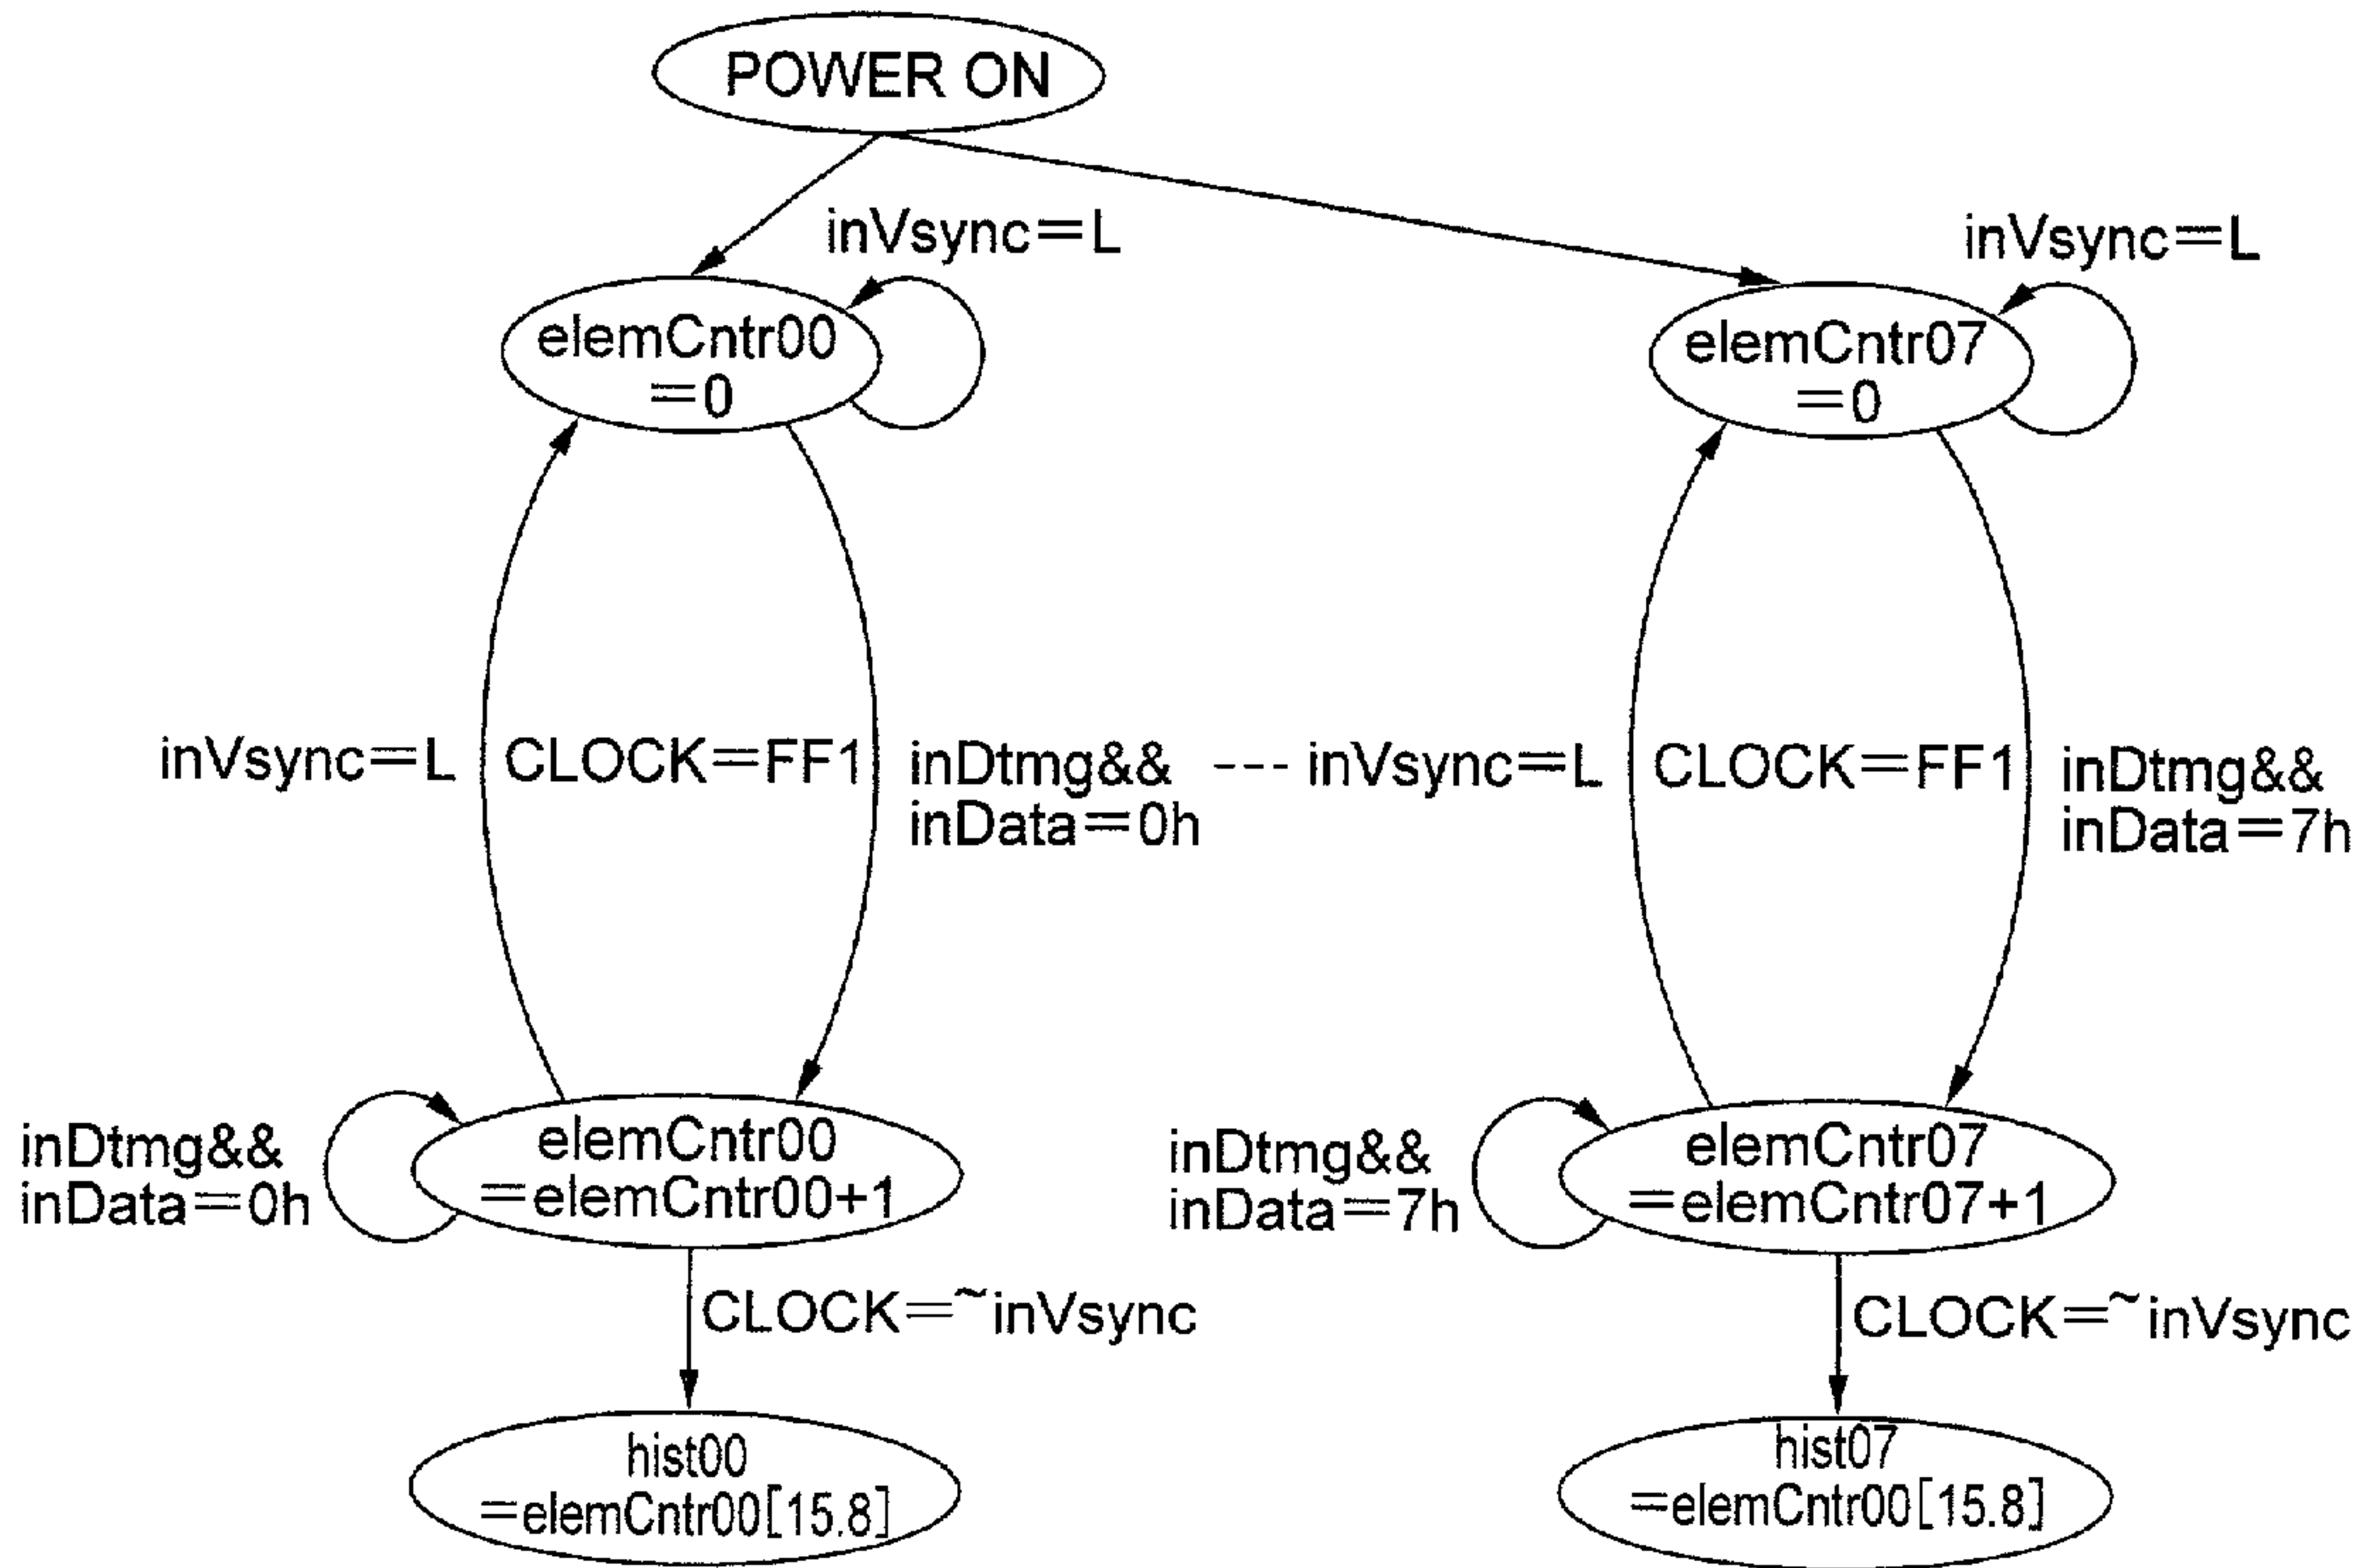 POWER ON
inVsync=L
inVsync=L
elemCntr00
=0
elemCntr07
=0
inVsync=L
CLOCK=FF1
inDtmg&&
inData=0h
---
inVsync=L
CLOCK=FF1
inDtmg&&
inData=7h
inDtmg&&
inData=0h
elemCntr00
=elemCntr00+1
inDtmg&&
inData=7h
elemCntr07
=elemCntr07+1
CLOCK=~inVsync
CLOCK=~inVsync
hist00
=elemCntr00[15.8]
hist07
=elemCntr00[15.8]